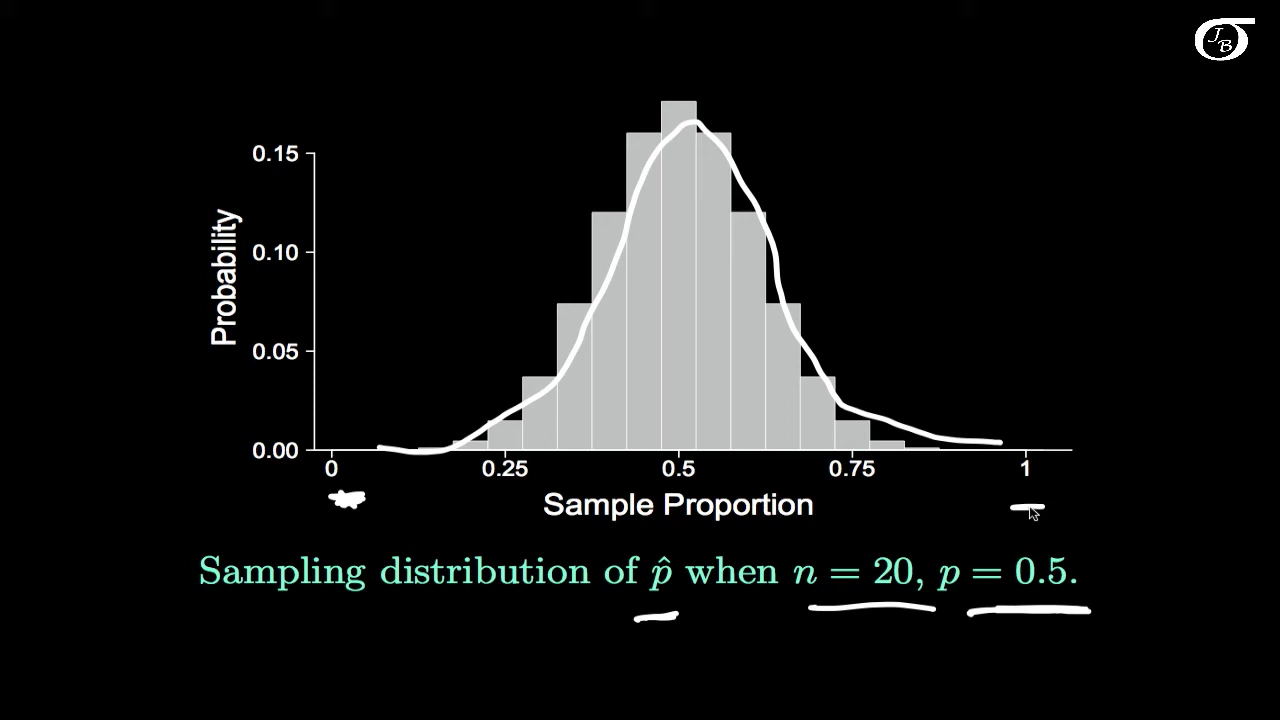 JB
0.15
0.10
0.05
0.00
Probability
0 0.25 0.5 0.75 1
Sample Proportion
Sampling distribution of p̂ when n = 20, p = 0.5.